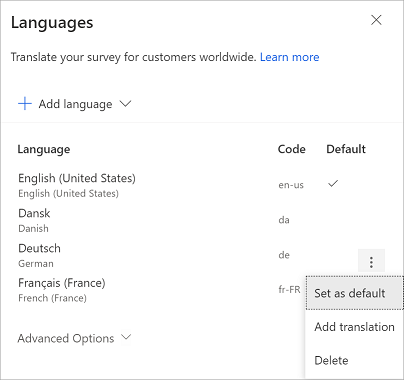 Languages
Translate your survey for customers worldwide. Learn more
Add language
Language Code Default
English (United States)
English (United States) en-us
Dansk
Danish da
Deutsch
German de
Français (France)
French (France) fr-FR
Set as default
Add translation
Delete
Advanced Options